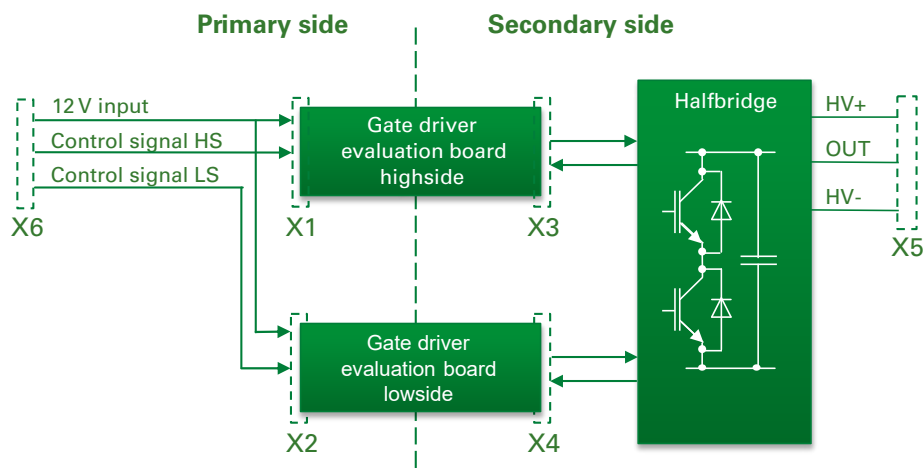 Primary side
Secondary side
12 V input
Control signal HS
Control signal LS
X6
Gate driver
evaluation board
highside
X1
X3
Gate driver
evaluation board
lowside
X2
X4
Halfbridge
HV+
OUT
HV-
X5